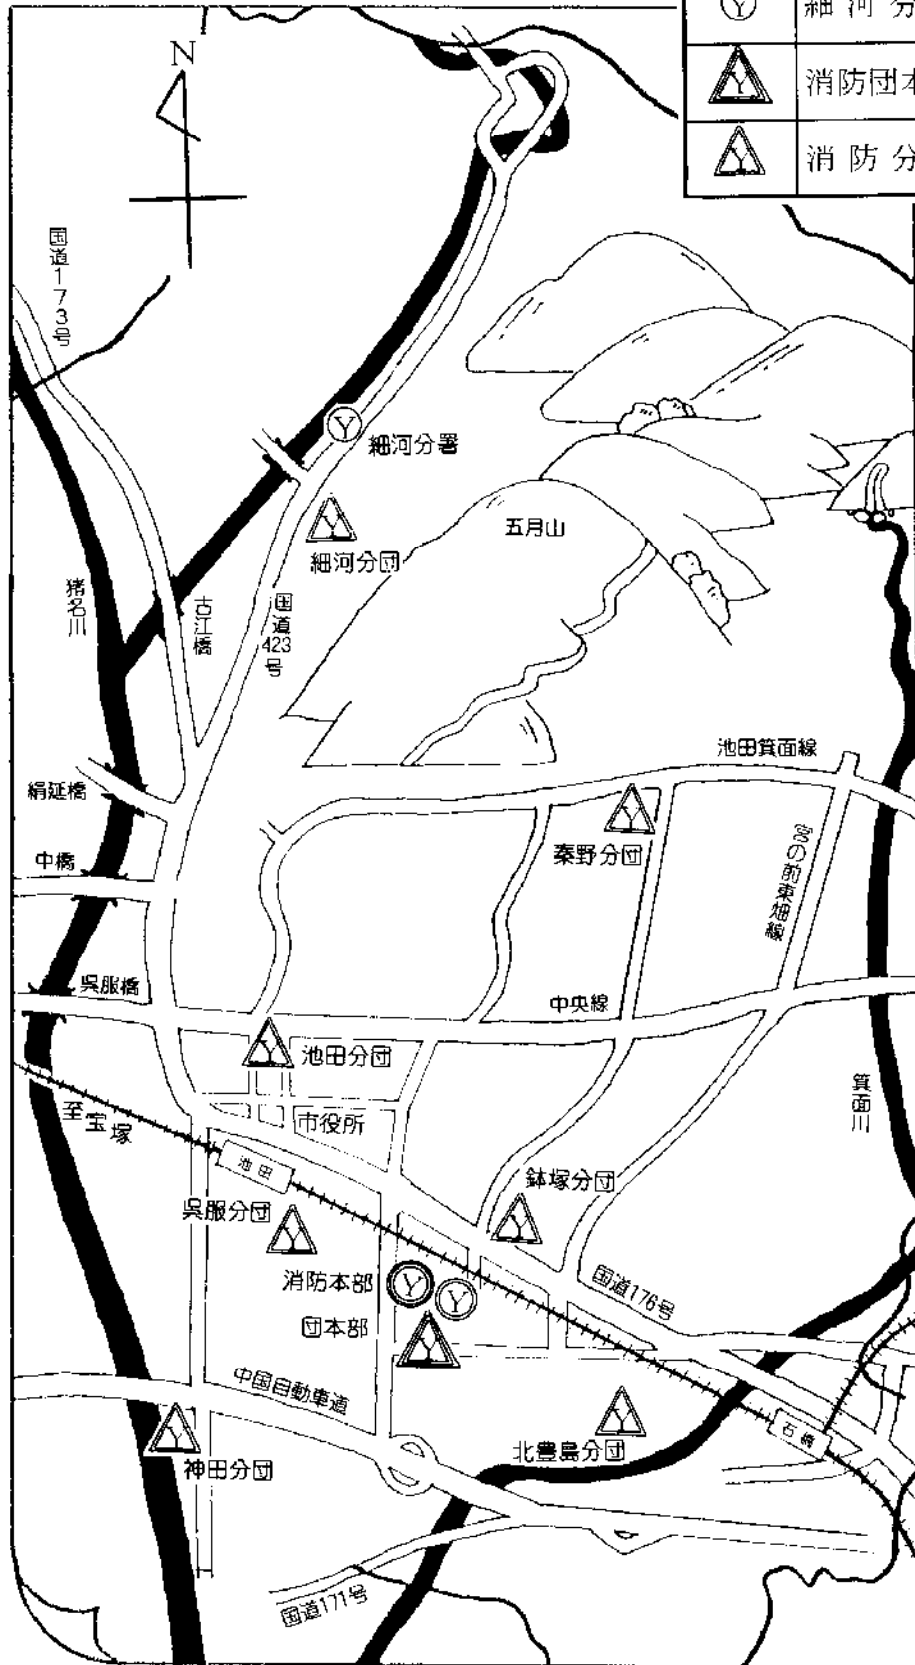 細河分
消防団本
消防分
N
国道173号
細河分署
細河分団
五月山
猪名川
古江橋
国道423号
池田箕面線
絹延橋
中橋
秦野分団
宮の前東畑線
呉服橋
中央線
池田分団
箕面川
至宝塚
市役所
池田
鉢塚分団
呉服分団
消防本部
国道176号
団本部
中国自動車道
石橋
北豊島分団
神田分団
国道171号